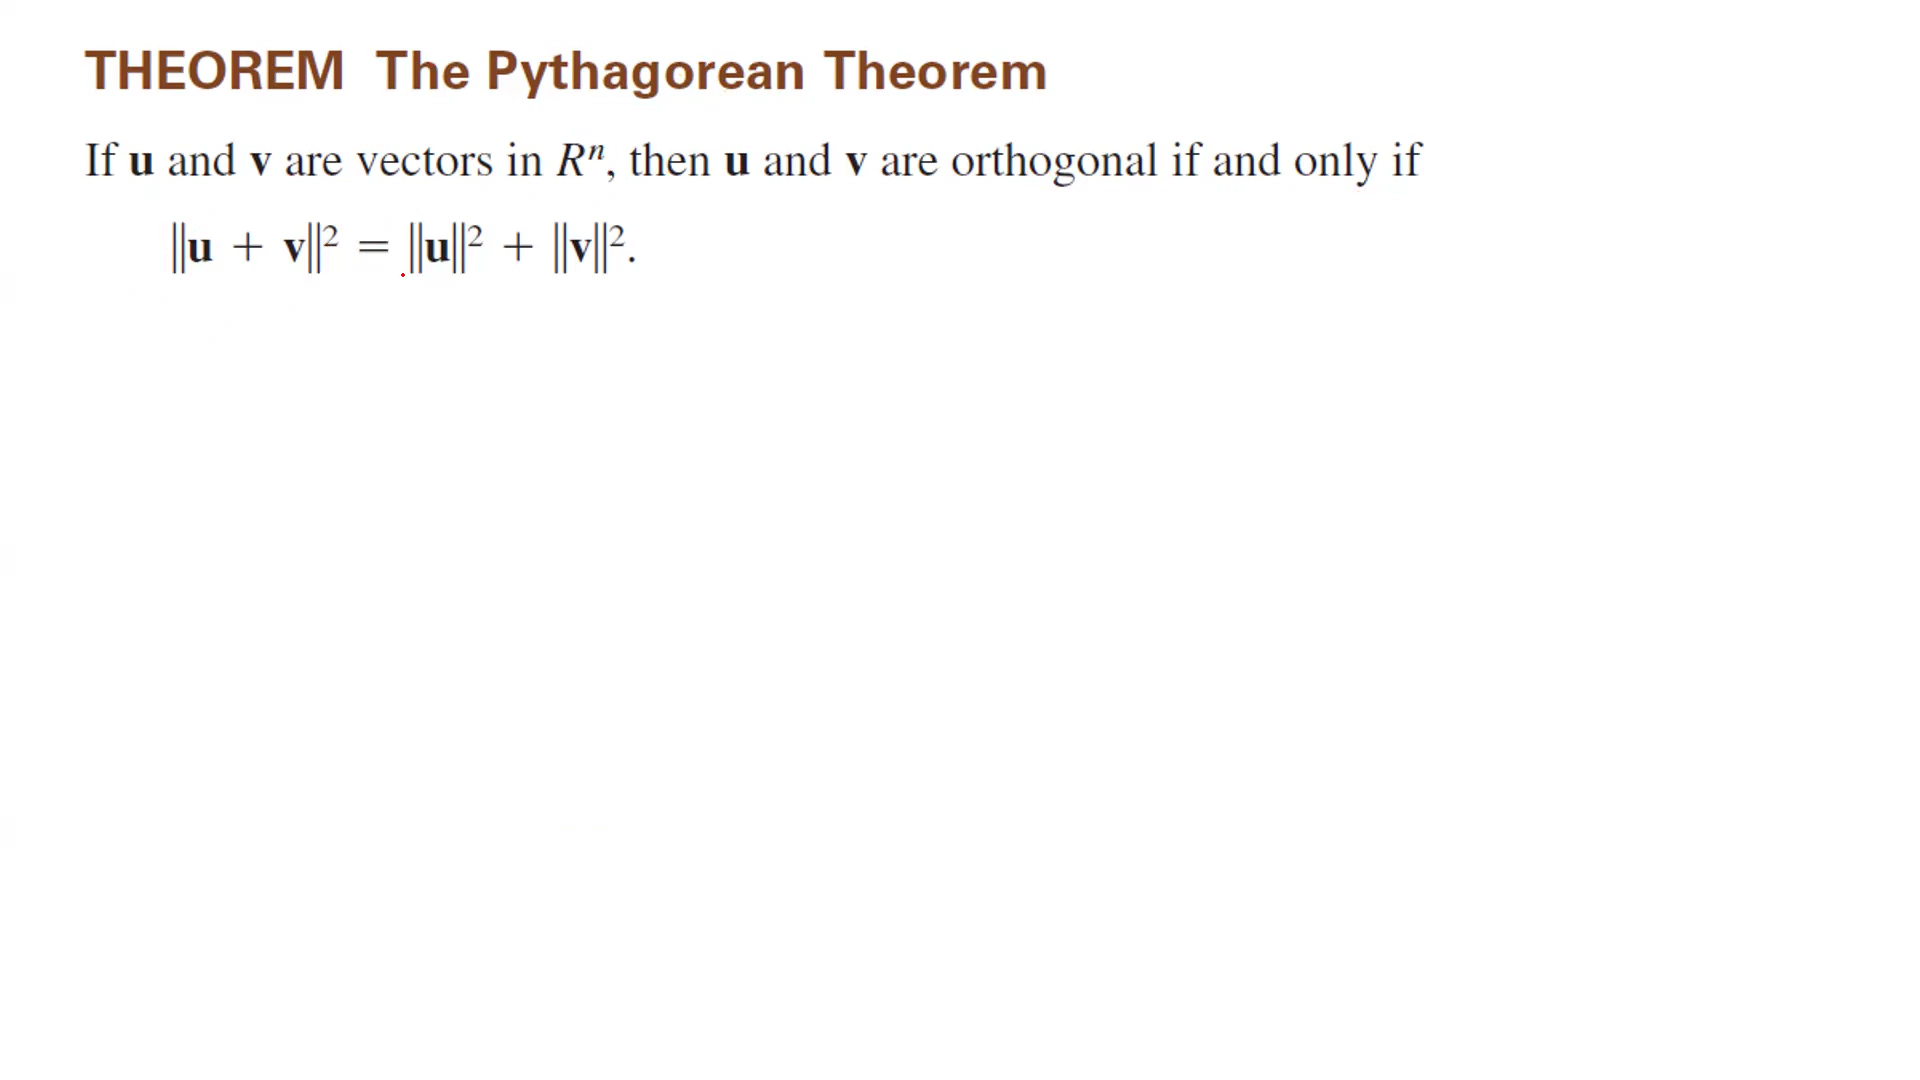 THEOREM The Pythagorean Theorem
If u and v are vectors in Rⁿ, then u and v are orthogonal if and only if
‖u + v‖² = ‖u‖² + ‖v‖².